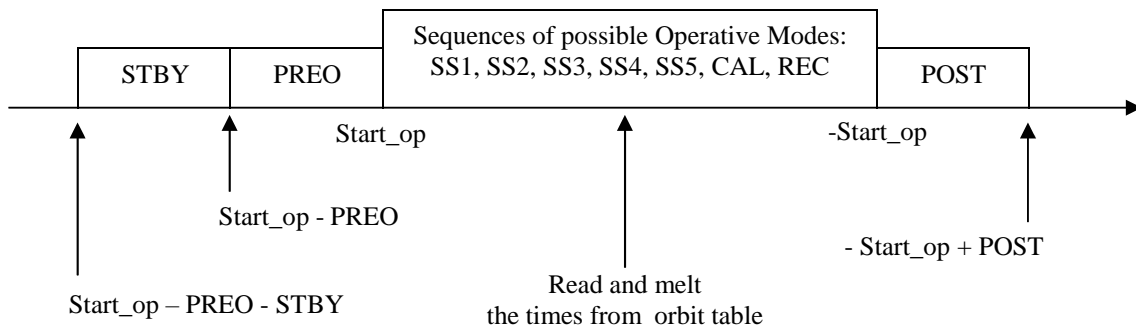 Sequences of possible Operative Modes:
SS1, SS2, SS3, SS4, SS5, CAL, REC
STBY
PREO
POST
Start_op
-Start_op
Start_op - PREO
- Start_op + POST
Start_op – PREO - STBY
Read and melt
the times from orbit table